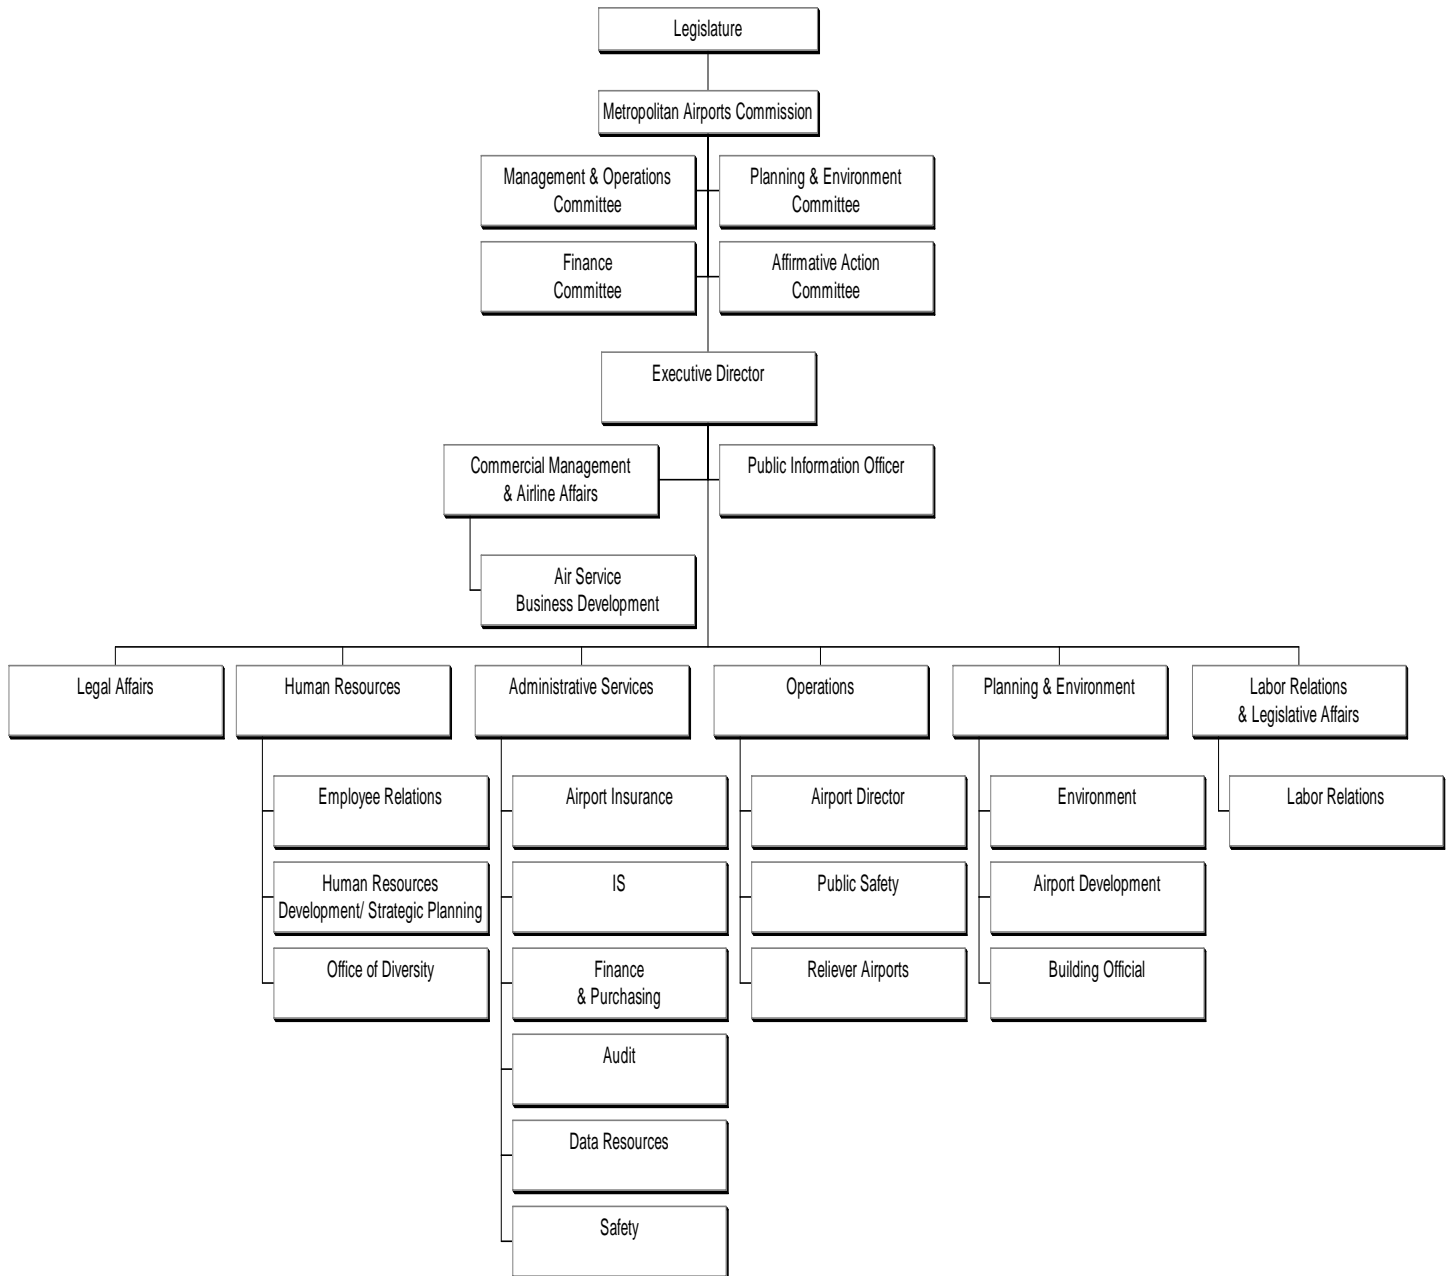 Legislature
Metropolitan Airports Commission
Management & Operations
Committee
Planning & Environment
Committee
Finance
Committee
Affirmative Action
Committee
Executive Director
Commercial Management
& Airline Affairs
Public Information Officer
Air Service
Business Development
Legal Affairs
Human Resources
Administrative Services
Operations
Planning & Environment
Labor Relations
& Legislative Affairs
Employee Relations
Human Resources
Development/ Strategic Planning
Office of Diversity
Airport Insurance
IS
Finance
& Purchasing
Audit
Data Resources
Safety
Airport Director
Public Safety
Reliever Airports
Environment
Airport Development
Building Official
Labor Relations